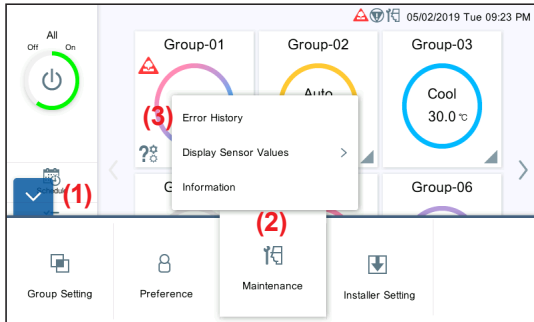 05/02/2019 Tue 09:23 PM
All
Off On
Group-01
Group-02
Group-03
Auto
Cool
30.0 ℃
(3)
Error History
Display Sensor Values
Information
(1)
Group-06
(2)
Group Setting
Preference
Maintenance
Installer Setting